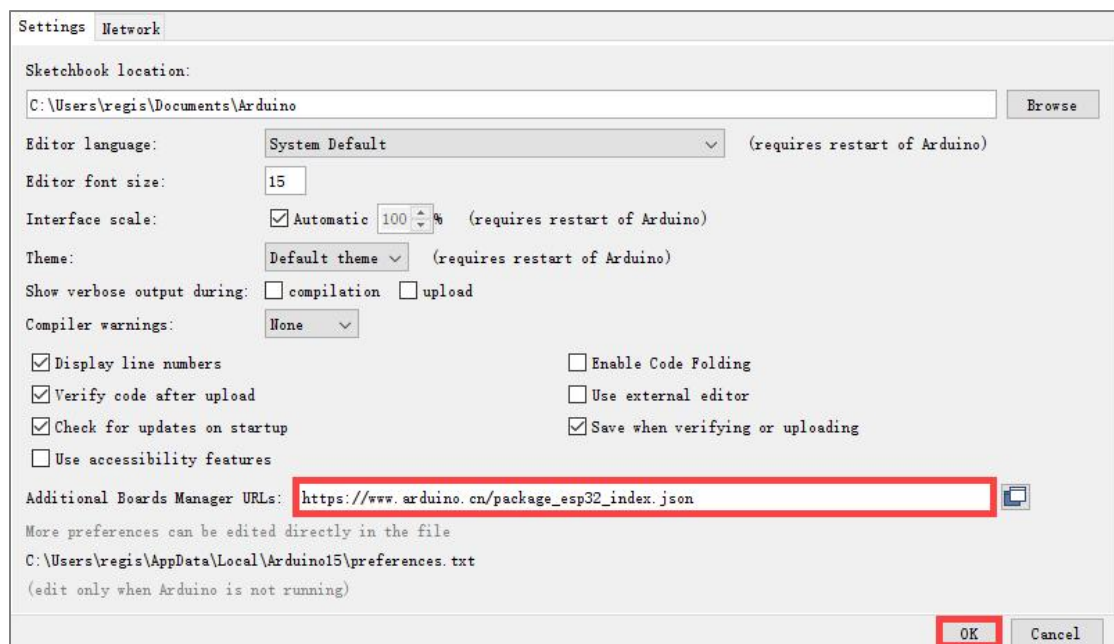 Settings Network
Sketchbook location:
C:\Users\regis\Documents\Arduino Browse
Editor language: System Default (requires restart of Arduino)
Editor font size: 15
Interface scale: Automatic 100 % (requires restart of Arduino)
Theme: Default theme (requires restart of Arduino)
Show verbose output during: compilation upload
Compiler warnings: None
Display line numbers Enable Code Folding
Verify code after upload Use external editor
Check for updates on startup Save when verifying or uploading
Use accessibility features
Additional Boards Manager URLs: https://www.arduino.cn/package_esp32_index.json
More preferences can be edited directly in the file
C:\Users\regis\AppData\Local\Arduino15\preferences.txt
(edit only when Arduino is not running)
OK Cancel